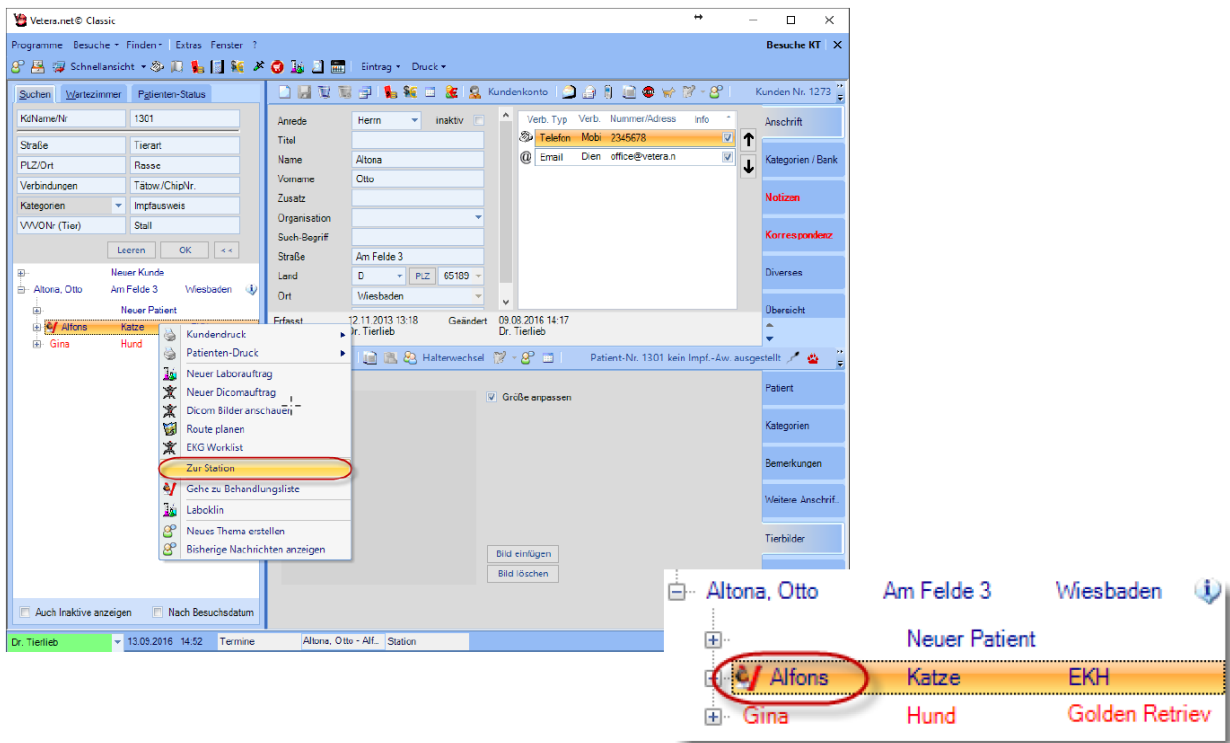 Vetera.net© Classic
Programme Besuche Finden Extras Fenster ? Besuche KT X
Schnellansicht Eintrag Druck
Suchen Wartezimmer Patienten-Status
Kundenkonto Kunden Nr. 1273
KdName/Nr 1301
Straße Tierart
PLZ/Ort Rasse
Verbindungen Tätow./ChipNr.
Kategorien Impfausweis
VVVONr (Tier) Stall
Leeren OK <<
Neuer Kunde
Altona, Otto Am Felde 3 Wiesbaden
Neuer Patient
Alfons Katze
Gina Hund
Anrede Herrn inaktiv
Titel
Name Altona
Vorname Otto
Zusatz
Organisation
Such-Begriff
Straße Am Felde 3
Land D PLZ 65189
Ort Wiesbaden
Verb. Typ Verb. Nummer/Adress Info
Telefon Mobi 2345678
@ Email Dien office@vetera.n
Erfasst 12.11.2013 13:18 Geändert 09.08.2016 14:17
Dr. Tierlieb Dr. Tierlieb
Anschrift
Kategorien / Bank
Notizen
Korrespondenz
Diverses
Übersicht
Kundendruck
Patienten-Druck
Neuer Laborauftrag
Neuer Dicomauftrag
Dicom Bilder anschauen
Route planen
EKG Worklist
Zur Station
Gehe zu Behandlungsliste
Laboklin
Neues Thema erstellen
Bisherige Nachrichten anzeigen
Halterwechsel Patient-Nr. 1301 kein Impf.-Aw. ausgestellt
Größe anpassen
Bild einfügen
Bild löschen
Patient
Kategorien
Bemerkungen
Weitere Anschrif..
Tierbilder
Auch Inaktive anzeigen Nach Besuchsdatum
Dr. Tierlieb 13.09.2016 14:52 Termine Altona, Otto - Alf... Station
Altona, Otto Am Felde 3 Wiesbaden
Neuer Patient
Alfons Katze EKH
Gina Hund Golden Retriev